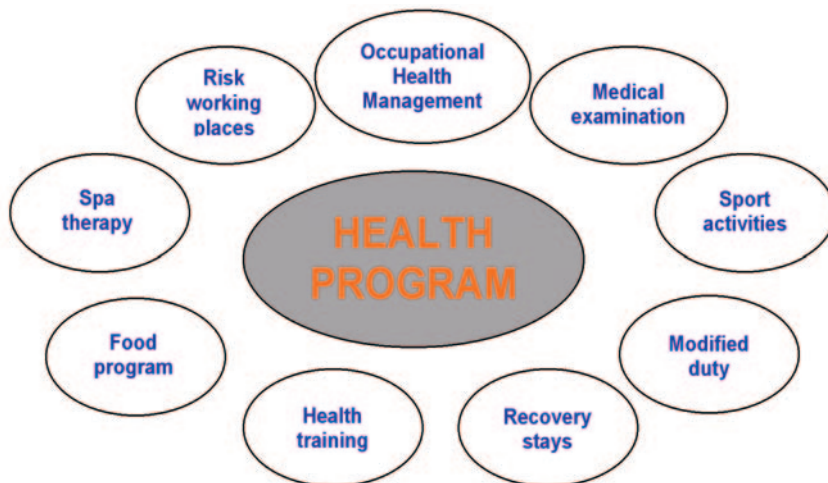 Occupational
Health
Management
Risk
working
places
Medical
examination
Spa
therapy
Sport
activities
HEALTH
PROGRAM
Food
program
Modified
duty
Health
training
Recovery
stays